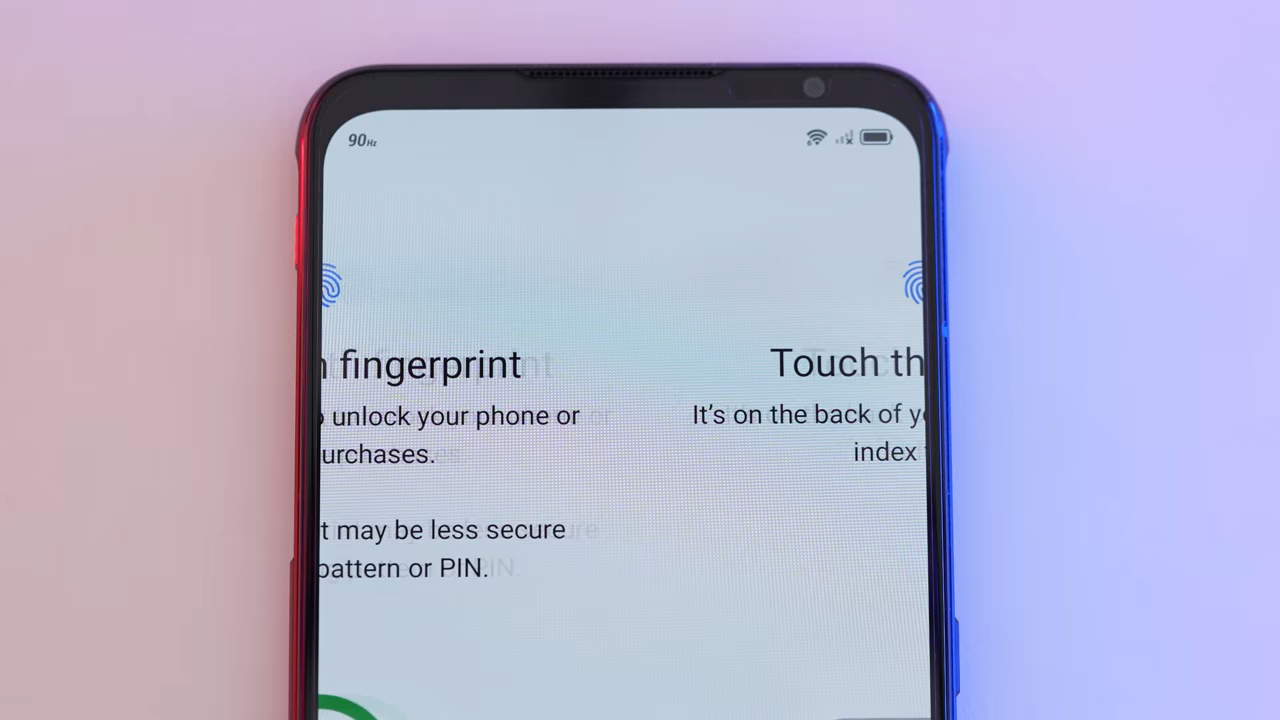 90Hz
fingerprint
unlock your phone or
urchases.
t may be less secure
pattern or PIN.
Touch th
It's on the back of y
index